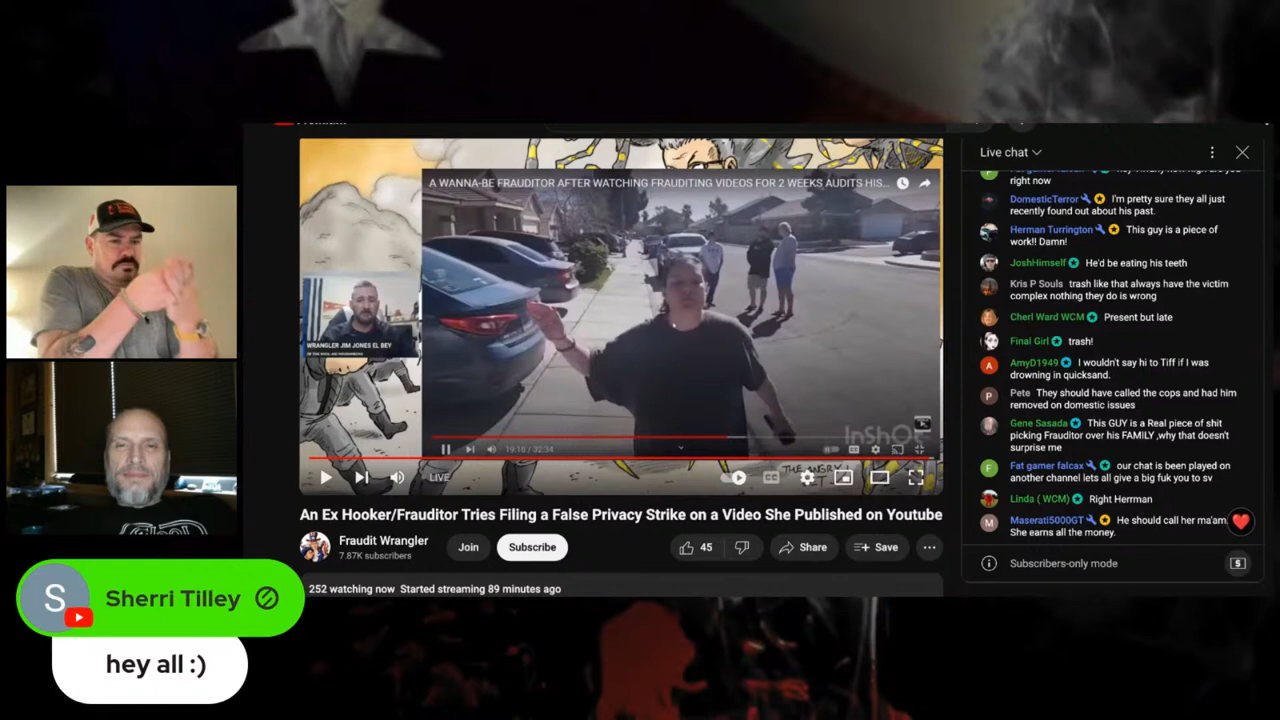 A WANNA-BE FRAUDITOR AFTER WATCHING FRAUDITING VIDEOS FOR 2 WEEKS AUDITS HIS...
WRANGLER JIM JONES EL BEY
InShOt
19:16 / 32:34
LIVE
THE ANGRY
An Ex Hooker/Frauditor Tries Filing a False Privacy Strike on a Video She Published on Youtube
Fraudit Wrangler
7.87K subscribers
Join
Subscribe
45
Share
Save
252 watching now Started streaming 89 minutes ago
Live chat
right now
DomesticTerror I'm pretty sure they all just
recently found out about his past.
Herman Turrington This guy is a piece of
work!! Damn!
JoshHimself He'd be eating his teeth
Kris P Souls trash like that always have the victim
complex nothing they do is wrong
Cherl Ward WCM Present but late
Final Girl trash!
AmyD1949 I wouldn't say hi to Tiff if I was
drowning in quicksand.
Pete They should have called the cops and had him
removed on domestic issues
Gene Sasada This GUY is a Real piece of shit
picking Frauditor over his FAMILY ,why that doesn't
surprise me
Fat gamer falcax our chat is been played on
another channel lets all give a big fuk you to sv
Linda ( WCM) Right Herrman
Maserati5000GT He should call her ma'am.
She earns all the money.
Subscribers-only mode
S
Sherri Tilley
hey all :)